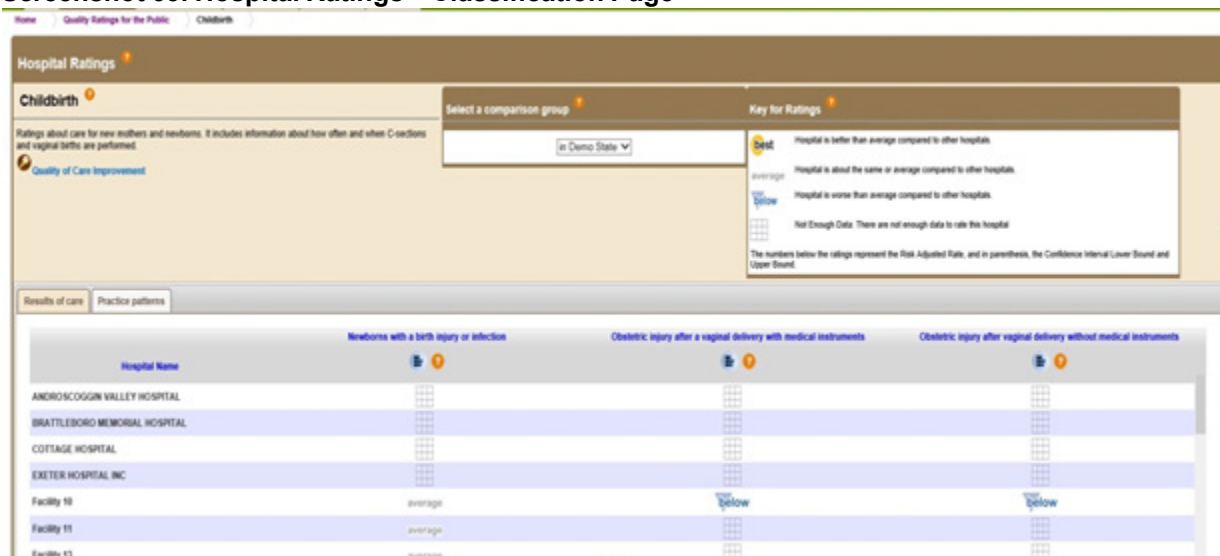 Home Quality Ratings for the Public Childbirth
Hospital Ratings ?
Childbirth ?
Ratings about care for new mothers and newborns. It includes information about how often and when C-sections
and vaginal births are performed.
Quality of Care Improvement
Select a comparison group ?
in Demo State
Key for Ratings ?
best Hospital is better than average compared to other hospitals.
average Hospital is about the same or average compared to other hospitals.
below Hospital is worse than average compared to other hospitals.
Not Enough Data. There are not enough data to rate this hospital
The numbers below the ratings represent the Risk Adjusted Rate, and in parenthesis, the Confidence Interval Lower Bound and
Upper Bound.
Results of care Practice patterns
Hospital Name
Newborns with a birth injury or infection
Obstetric injury after a vaginal delivery with medical instruments
Obstetric injury after vaginal delivery without medical instruments
? ? ?
ANDROSCOGGIN VALLEY HOSPITAL
BRATTLEBORO MEMORIAL HOSPITAL
COTTAGE HOSPITAL
EXETER HOSPITAL INC
Facility 10 average below below
Facility 11 average